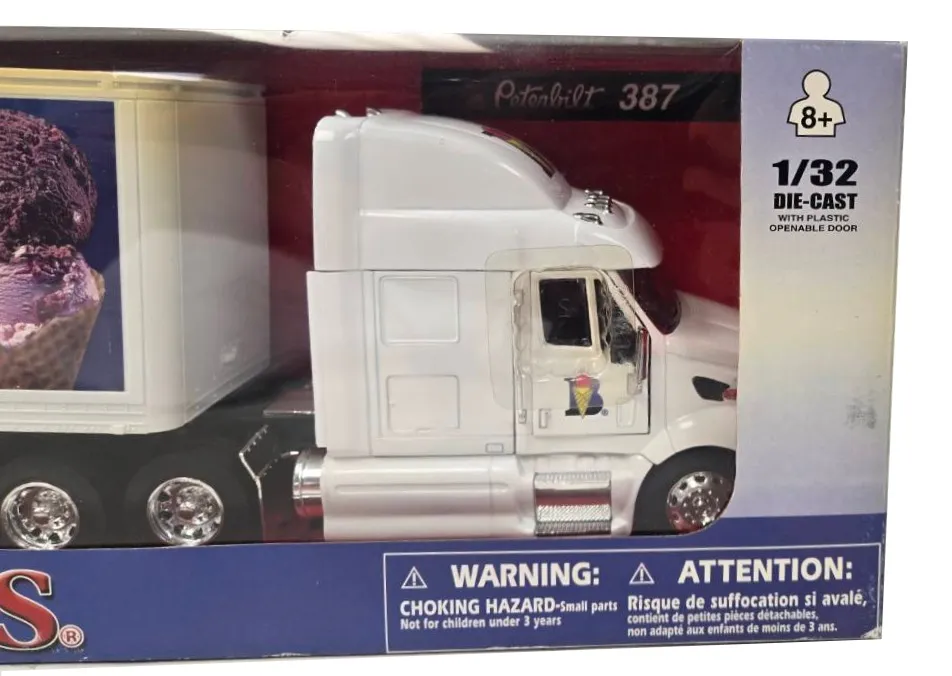 Peterbilt 387
8+
1/32
DIE-CAST
WITH PLASTIC
OPENABLE DOOR
B®
S®
WARNING:
CHOKING HAZARD-Small parts
Not for children under 3 years
ATTENTION:
Risque de suffocation si avalé,
contient de petites pièces détachables,
non adapté aux enfants de moins de 3 ans.